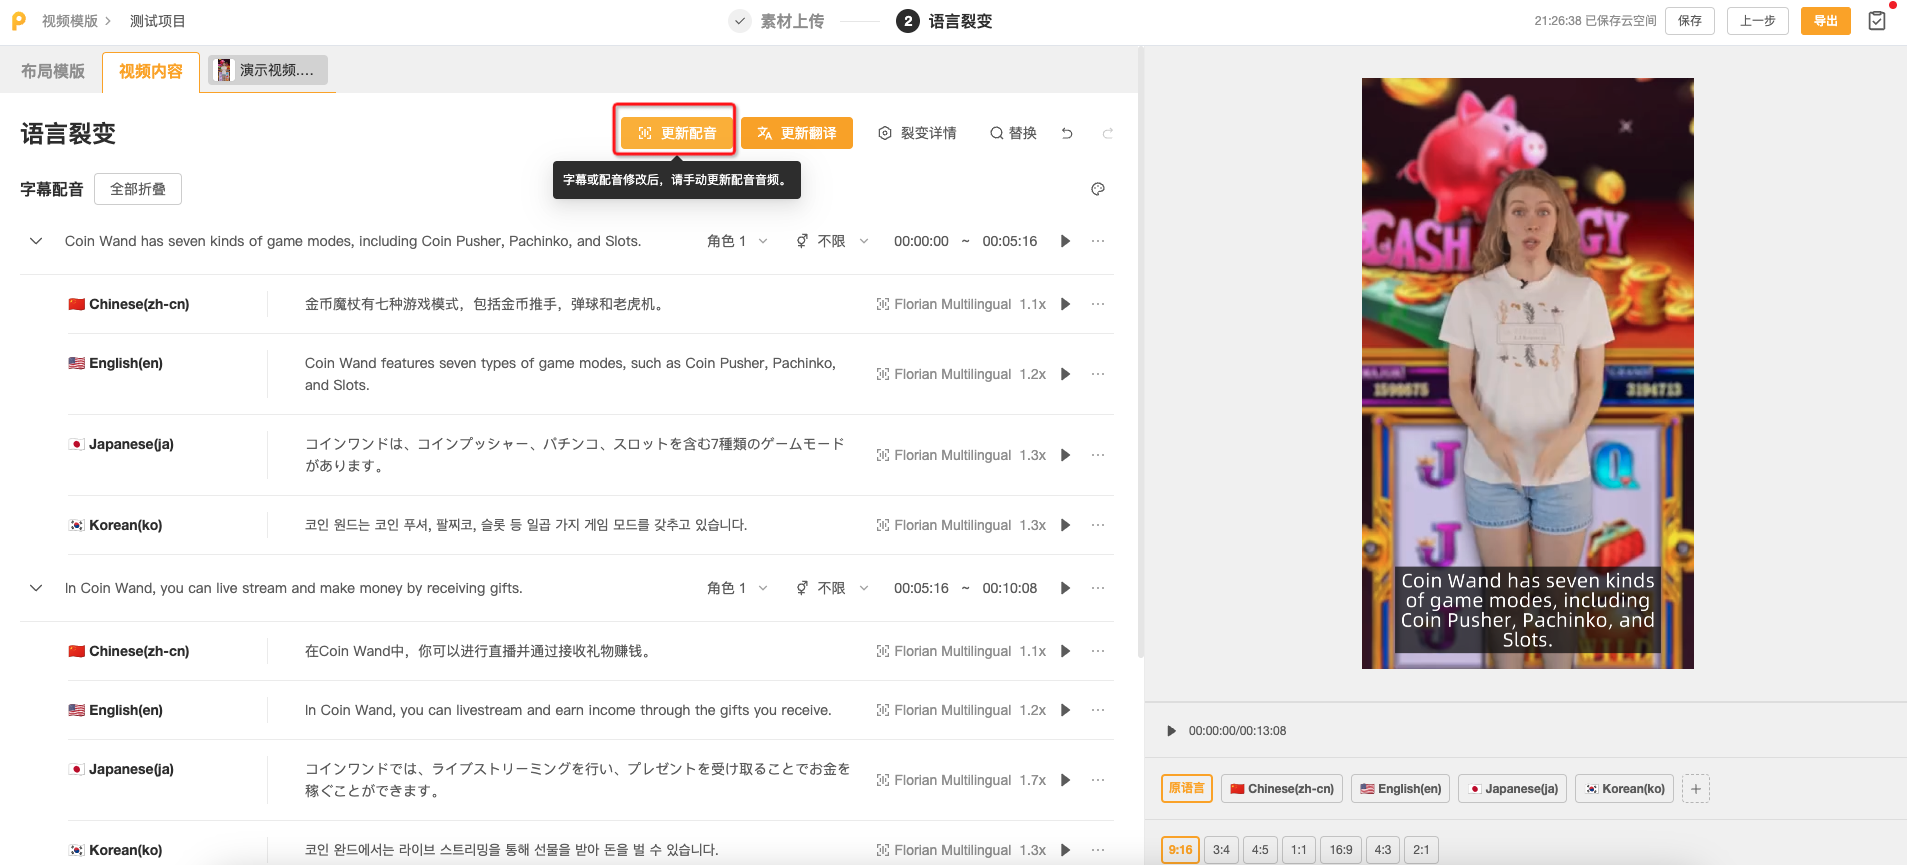 视频模版
测试项目
素材上传
2 语言裂变
21:26:38 已保存云空间
保存
上一步
导出
布局模版
视频内容
演示视频....
语言裂变
更新配音
更新翻译
裂变详情
替换
字幕或配音修改后，请手动更新配音音频。
字幕配音
全部折叠
Coin Wand has seven kinds of game modes, including Coin Pusher, Pachinko, and Slots.
角色 1
不限
00:00:00 ~ 00:05:16
Chinese(zh-cn)
金币魔杖有七种游戏模式，包括金币推手，弹球和老虎机。
Florian Multilingual 1.1x
English(en)
Coin Wand features seven types of game modes, such as Coin Pusher, Pachinko,
and Slots.
Florian Multilingual 1.2x
Japanese(ja)
コインワンドは、コインプッシャー、パチンコ、スロットを含む7種類のゲームモード
があります。
Florian Multilingual 1.3x
Korean(ko)
코인 원드는 코인 푸셔, 팔찌코, 슬롯 등 일곱 가지 게임 모드를 갖추고 있습니다.
Florian Multilingual 1.3x
In Coin Wand, you can live stream and make money by receiving gifts.
角色 1
不限
00:05:16 ~ 00:10:08
Chinese(zh-cn)
在Coin Wand中，你可以进行直播并通过接收礼物赚钱。
Florian Multilingual 1.1x
English(en)
In Coin Wand, you can livestream and earn income through the gifts you receive.
Florian Multilingual 1.2x
Japanese(ja)
コインワンドでは、ライブストリーミングを行い、プレゼントを受け取ることでお金を
稼ぐことができます。
Florian Multilingual 1.7x
Korean(ko)
코인 완드에서는 라이브 스트리밍을 통해 선물을 받아 돈을 벌 수 있습니다.
Florian Multilingual 1.3x
CASH
GY
MAJOR
1598675
GRAND
3194713
J
Q
J
WILD
Coin Wand has seven kinds
of game modes, including
Coin Pusher, Pachinko, and
Slots.
00:00:00/00:13:08
原语言
Chinese(zh-cn)
English(en)
Japanese(ja)
Korean(ko)
9:16
3:4
4:5
1:1
16:9
4:3
2:1